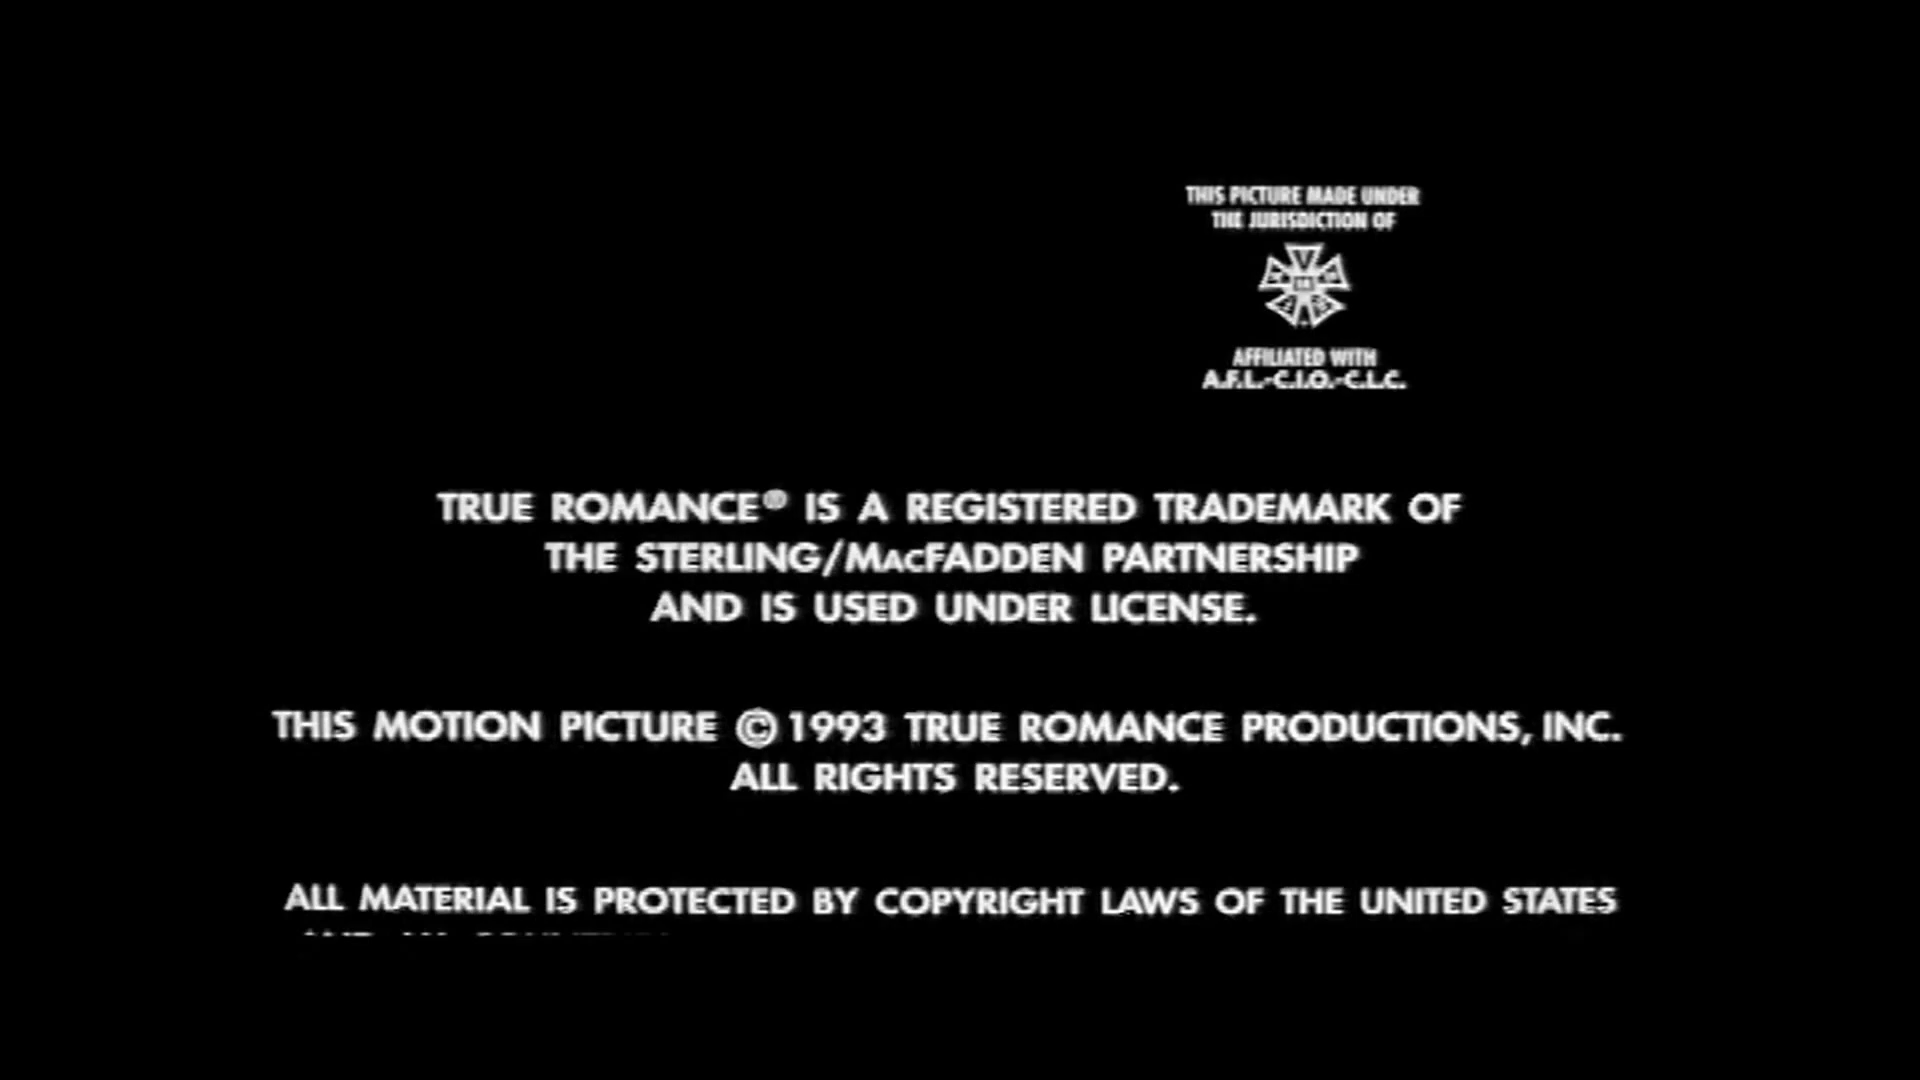 THIS PICTURE MADE UNDER
THE JURISDICTION OF
AFFILIATED WITH
A.F.L.-C.I.O.-C.L.C.
TRUE ROMANCE® IS A REGISTERED TRADEMARK OF
THE STERLING/MACFADDEN PARTNERSHIP
AND IS USED UNDER LICENSE.
THIS MOTION PICTURE © 1993 TRUE ROMANCE PRODUCTIONS, INC.
ALL RIGHTS RESERVED.
ALL MATERIAL IS PROTECTED BY COPYRIGHT LAWS OF THE UNITED STATES